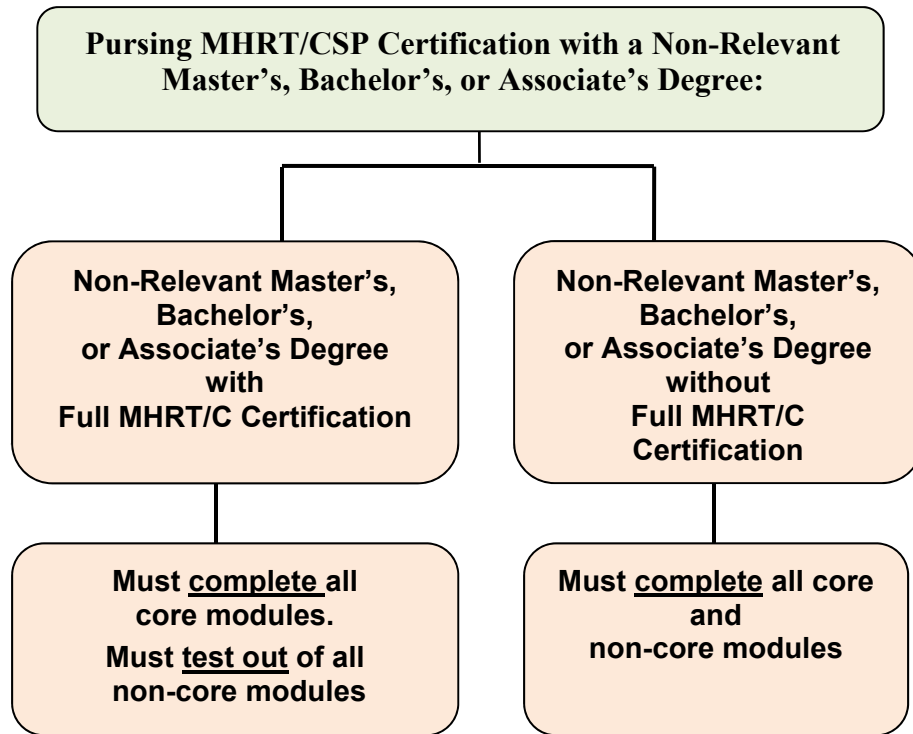 Pursing MHRT/CSP Certification with a Non-Relevant
Master’s, Bachelor’s, or Associate’s Degree:
Non-Relevant Master’s,
Bachelor’s,
or Associate’s Degree
with
Full MHRT/C Certification
Non-Relevant Master’s,
Bachelor’s,
or Associate’s Degree
without
Full MHRT/C
Certification
Must complete all
core modules.
Must test out of all
non-core modules
Must complete all core
and
non-core modules